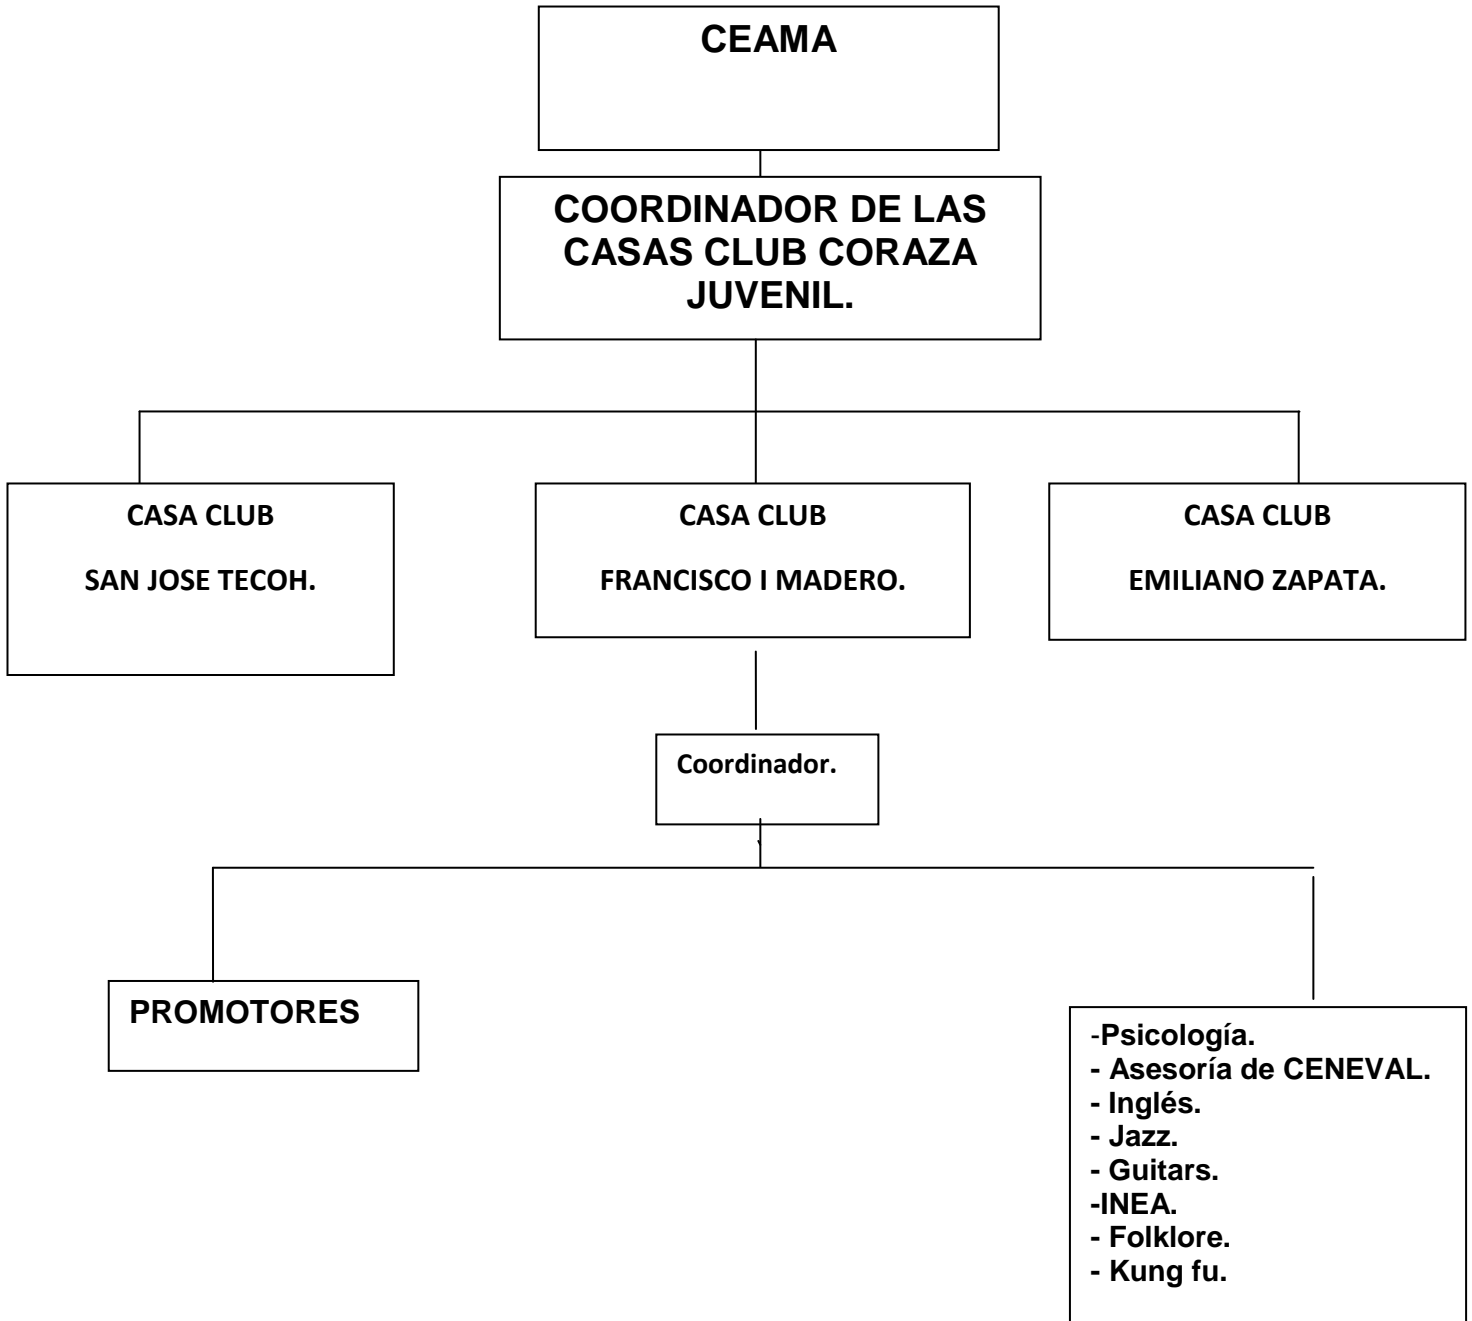 CEAMA
COORDINADOR DE LAS
CASAS CLUB CORAZA
JUVENIL.
CASA CLUB
SAN JOSE TECOH.
CASA CLUB
FRANCISCO I MADERO.
CASA CLUB
EMILIANO ZAPATA.
Coordinador.
PROMOTORES
-Psicología.
- Asesoría de CENEVAL.
- Inglés.
- Jazz.
- Guitars.
-INEA.
- Folklore.
- Kung fu.